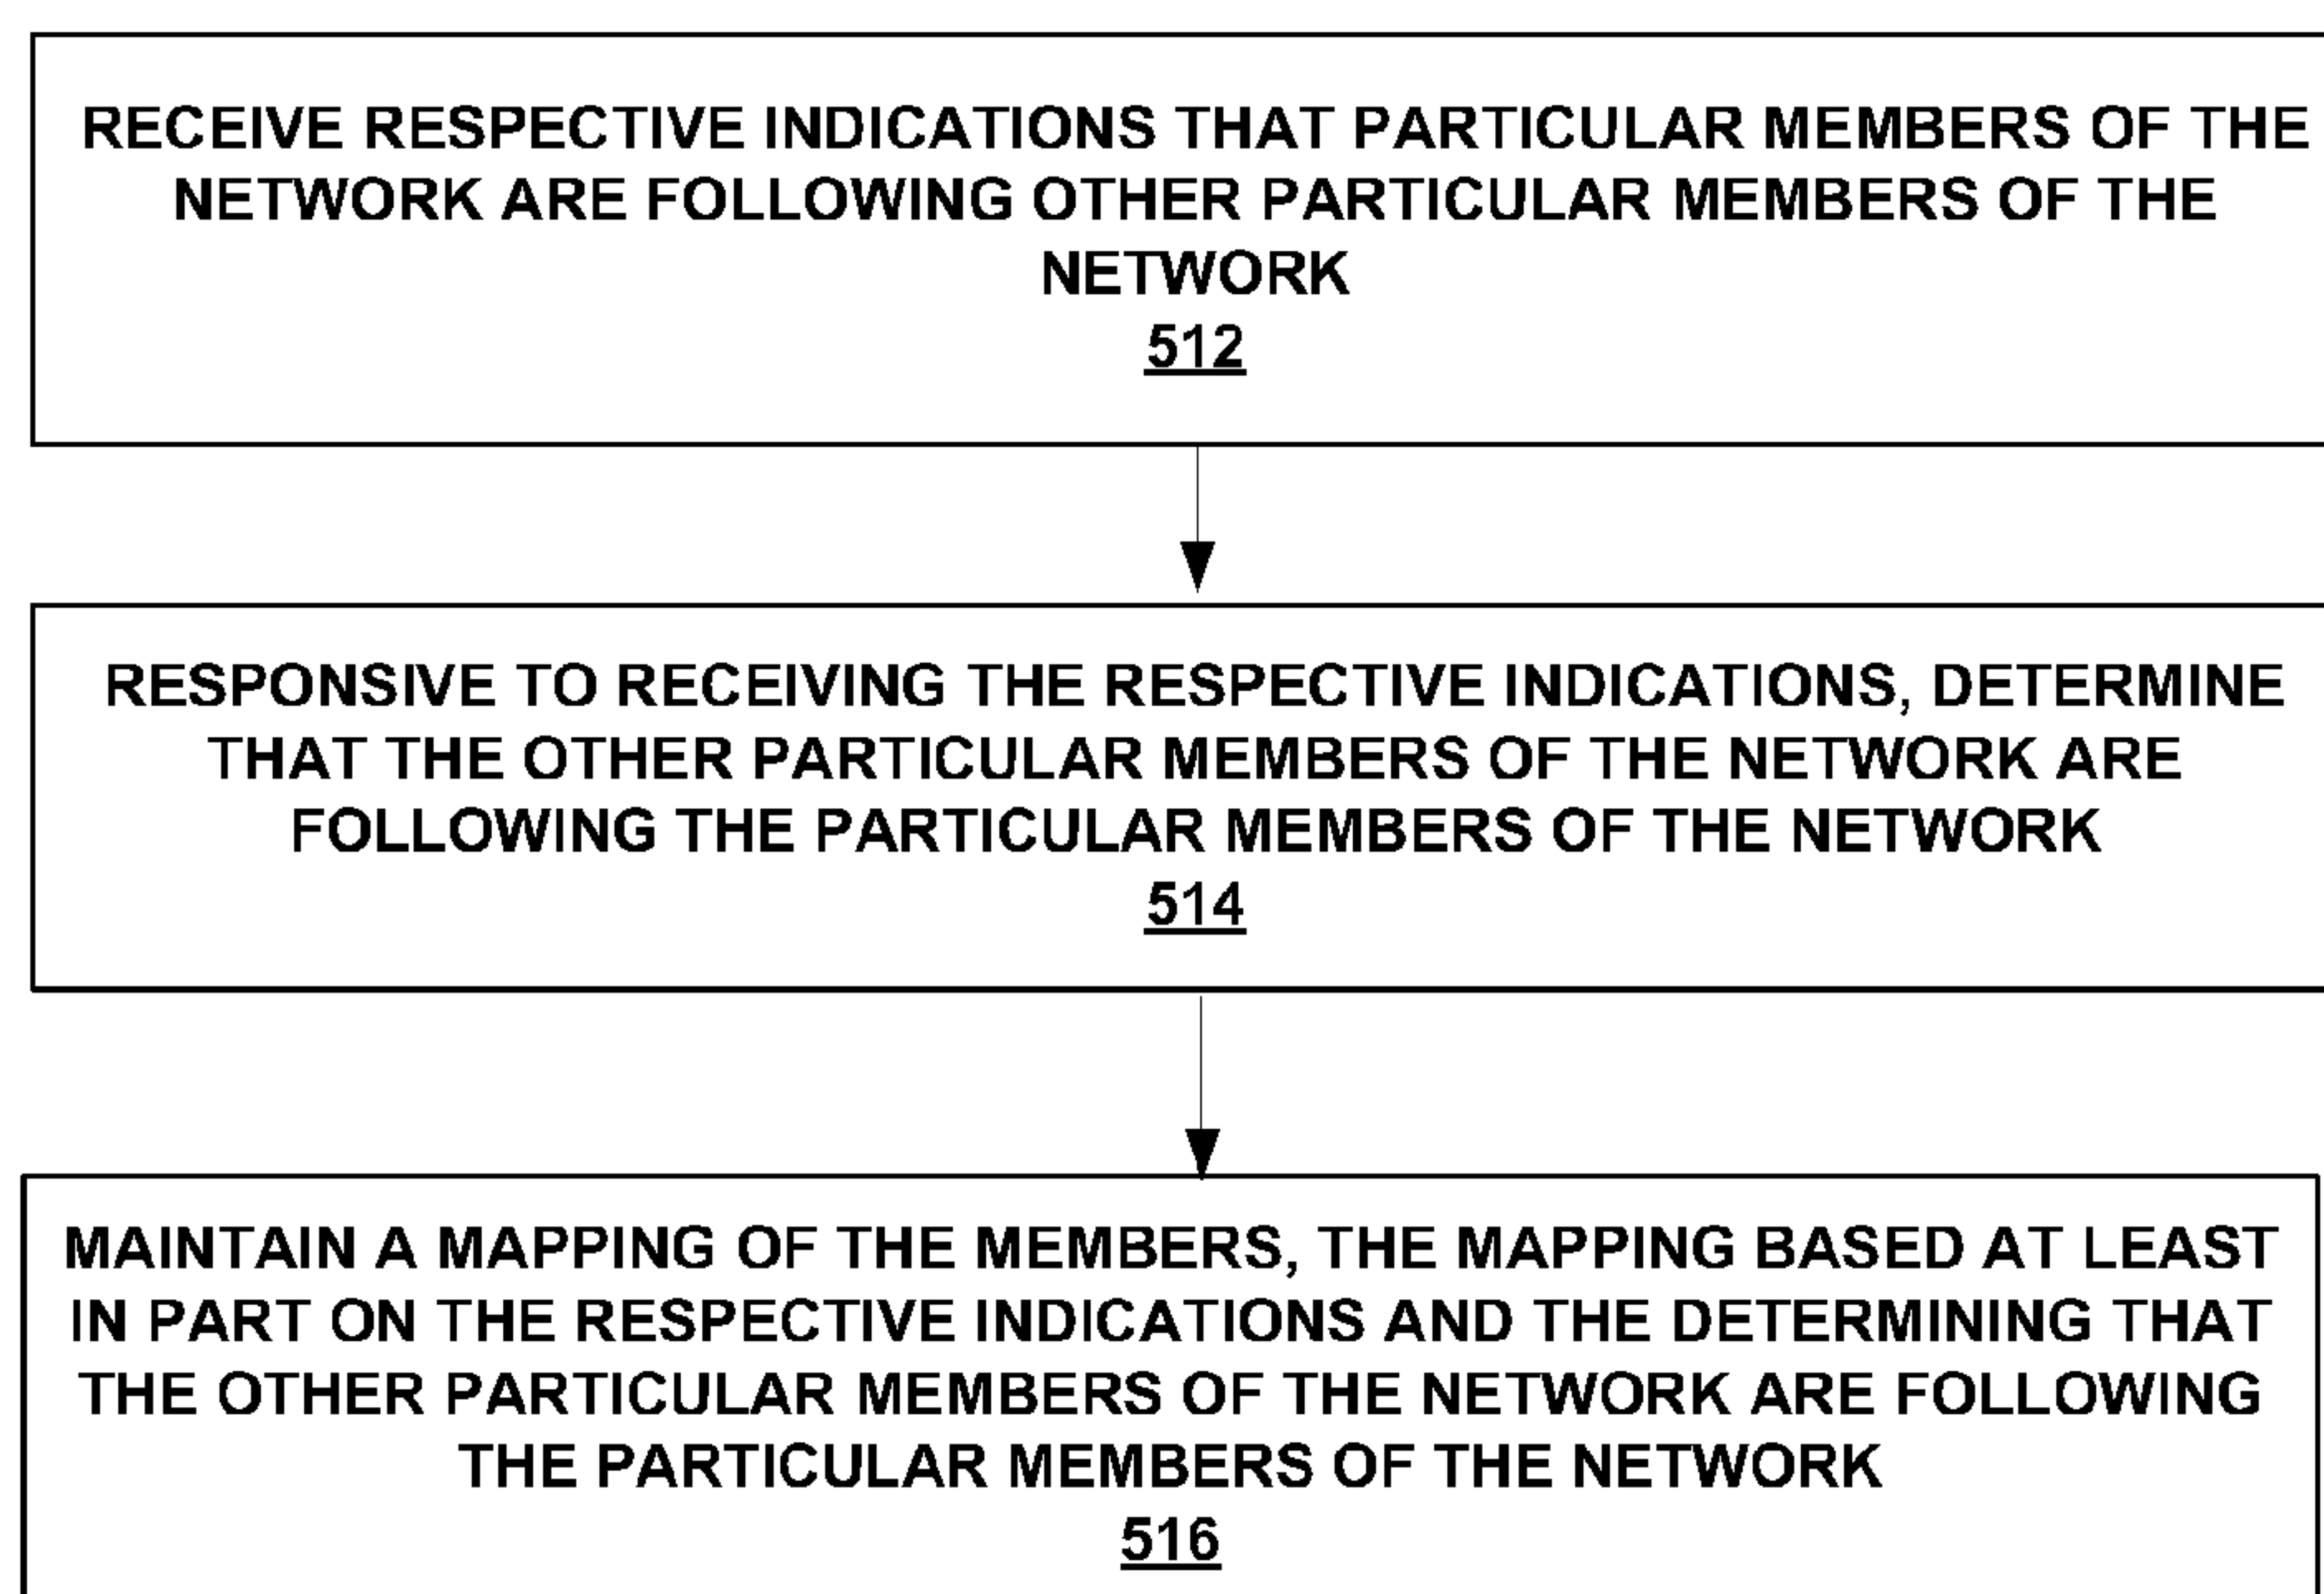 RECEIVE RESPECTIVE INDICATIONS THAT PARTICULAR MEMBERS OF THE
NETWORK ARE FOLLOWING OTHER PARTICULAR MEMBERS OF THE
NETWORK
512
RESPONSIVE TO RECEIVING THE RESPECTIVE INDICATIONS, DETERMINE
THAT THE OTHER PARTICULAR MEMBERS OF THE NETWORK ARE
FOLLOWING THE PARTICULAR MEMBERS OF THE NETWORK
514
MAINTAIN A MAPPING OF THE MEMBERS, THE MAPPING BASED AT LEAST
IN PART ON THE RESPECTIVE INDICATIONS AND THE DETERMINING THAT
THE OTHER PARTICULAR MEMBERS OF THE NETWORK ARE FOLLOWING
THE PARTICULAR MEMBERS OF THE NETWORK
516